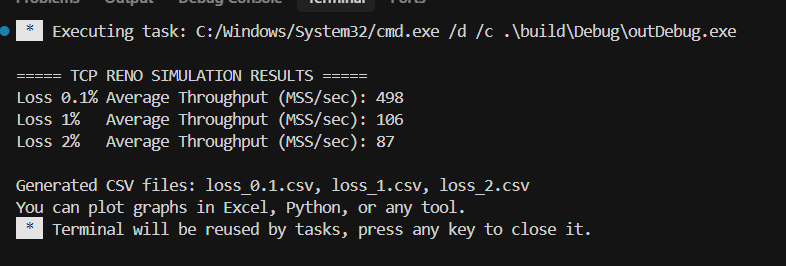 Problems Output Debug Console Terminal Ports
* Executing task: C:/Windows/System32/cmd.exe /d /c .\build\Debug\outDebug.exe
===== TCP RENO SIMULATION RESULTS =====
Loss 0.1% Average Throughput (MSS/sec): 498
Loss 1% Average Throughput (MSS/sec): 106
Loss 2% Average Throughput (MSS/sec): 87
Generated CSV files: loss_0.1.csv, loss_1.csv, loss_2.csv
You can plot graphs in Excel, Python, or any tool.
* Terminal will be reused by tasks, press any key to close it.